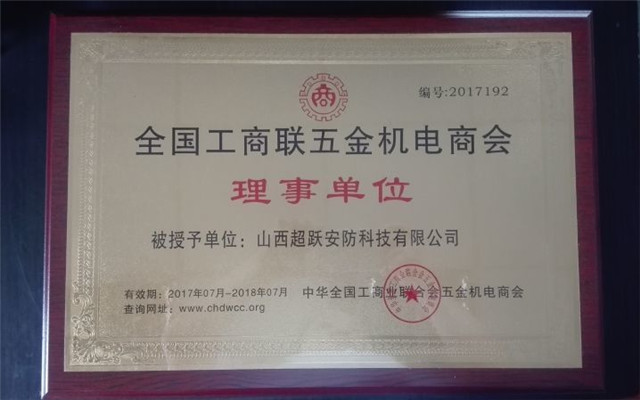 编号:2017192
全国工商联五金机电商会
理事单位
被授予单位：山西超跃安防科技有限公司
有效期：2017年07月-2018年07月
中华全国工商业联合会五金机电商会
查询网址：www.chdwcc.org